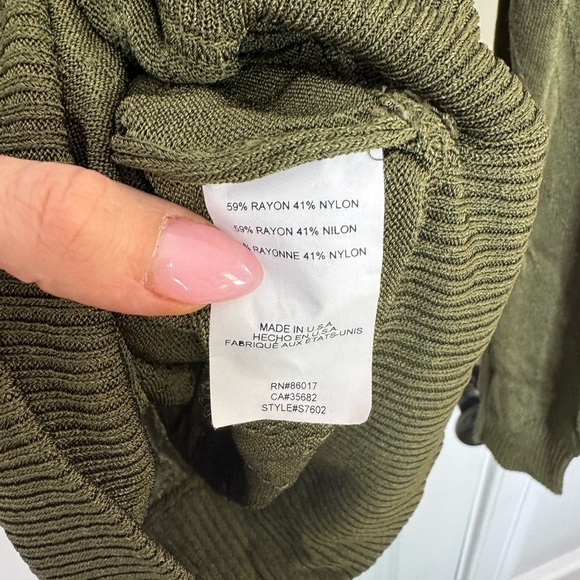 59% RAYON 41% NYLON
59% RAYON 41% NILON
RAYONNE 41% NYLON
MADE IN U.S.A
HECHO EN U.S.A
FABRIQUÉ AUX ÉTATS-UNIS
RN#86017
CA#35682
STYLE#S7602